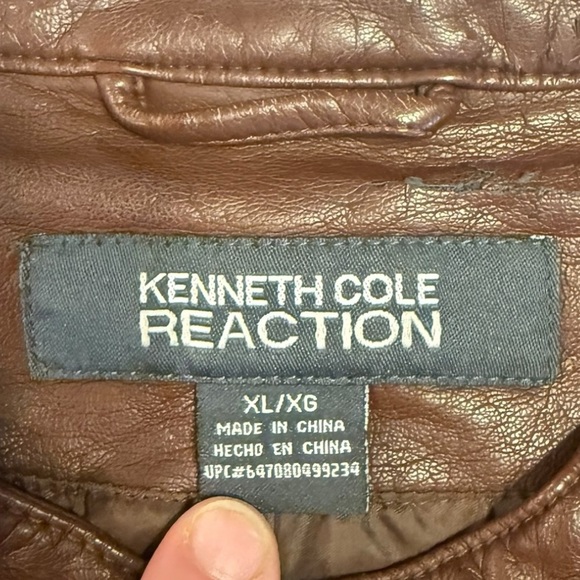 KENNETH COLE
REACTION
XL/XG
MADE IN CHINA
HECHO EN CHINA
UPC#647080499234